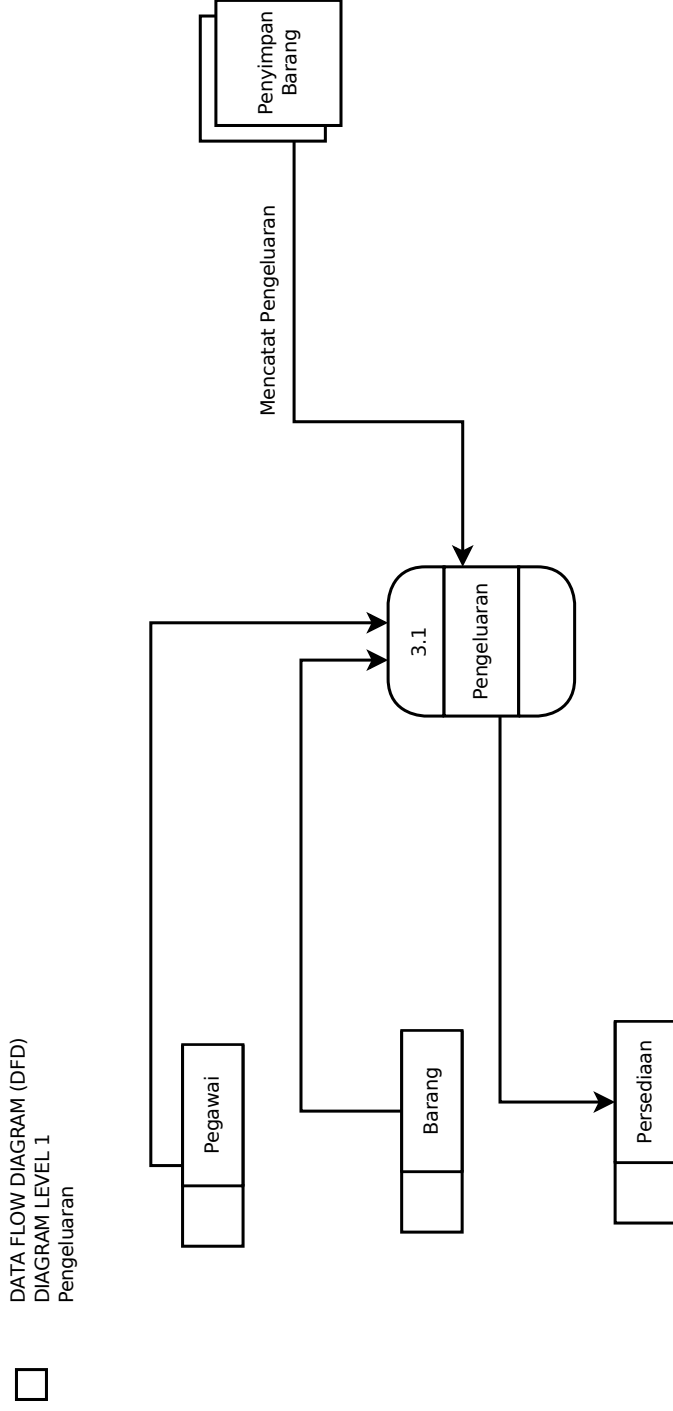 DATA FLOW DIAGRAM (DFD)
DIAGRAM LEVEL 1
Pengeluaran
Pegawai
Barang
Persediaan
3.1
Pengeluaran
Mencatat Pengeluaran
Penyimpan
Barang